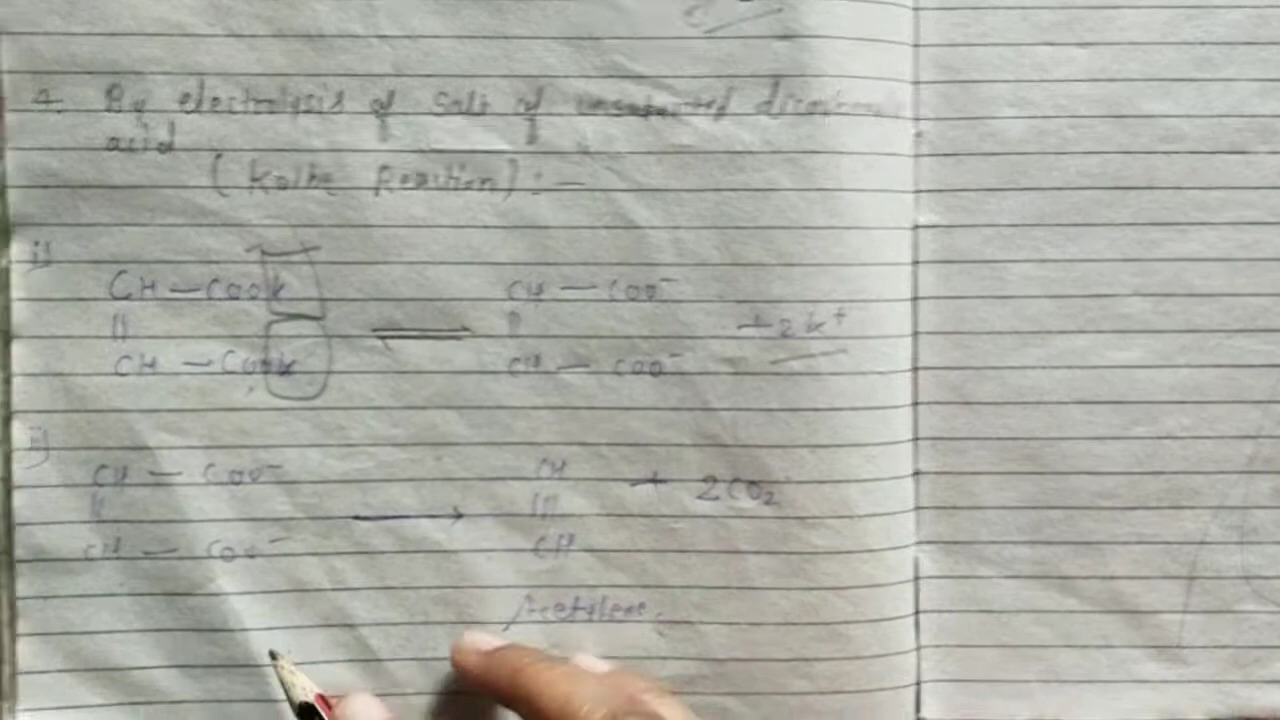 4. By electrolysis of salt of unsaturated
acid
(Kolbe Reaction) :-
i)
CH - COOK CH - COO⁻
|| ⇌ || + 2K⁺
CH - COOK CH - COO⁻
ii)
CH - COO⁻ CH + 2CO₂
|| → |||
CH - COO⁻ CH
Acetylene.